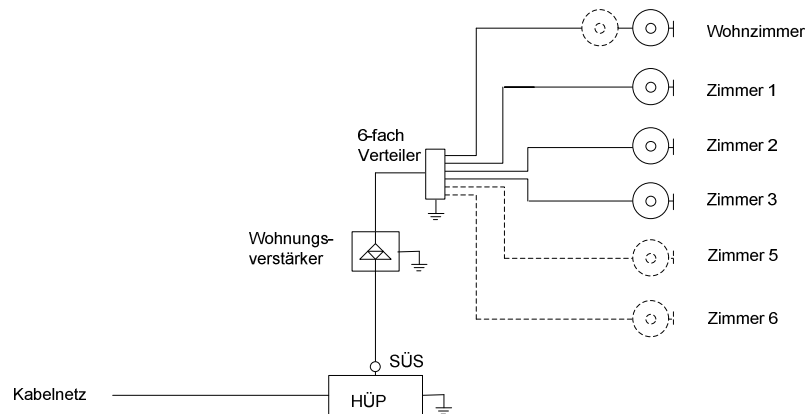 Wohnzimmer
Zimmer 1
6-fach
Verteiler
Zimmer 2
Zimmer 3
Wohnungs-
verstärker
Zimmer 5
Zimmer 6
SÜS
Kabelnetz
HÜP